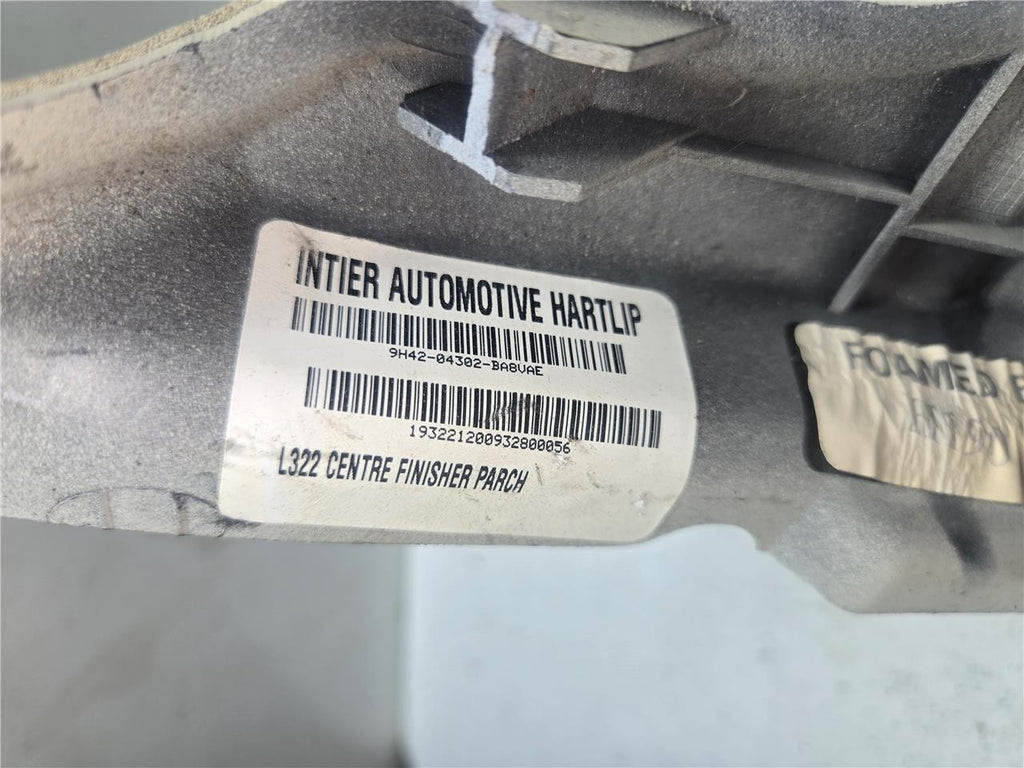 INTIER AUTOMOTIVE HARTLIP
9H42-04302-BA8VAE
193221200932800056
L322 CENTRE FINISHER PARCH
FOAMED